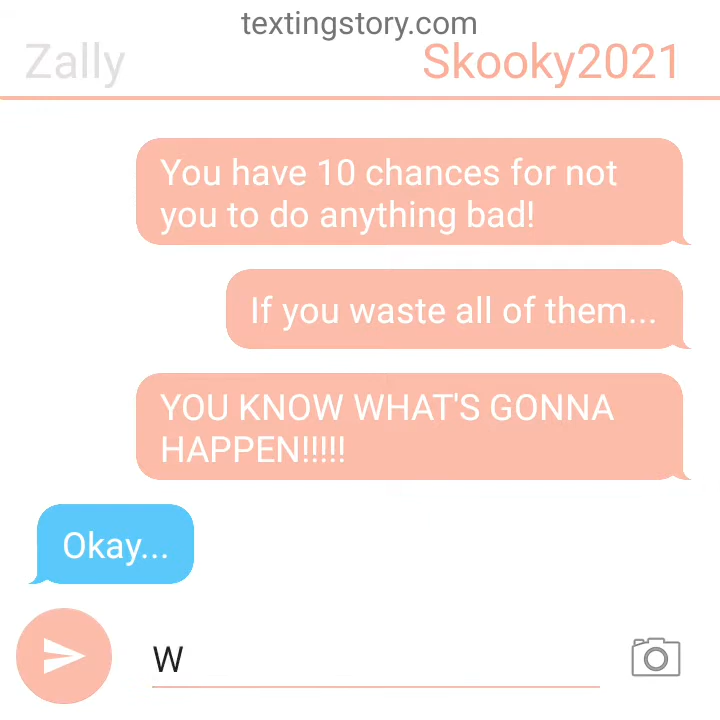 textingstory.com
Zally
Skooky2021
You have 10 chances for not
you to do anything bad!
If you waste all of them...
YOU KNOW WHAT'S GONNA
HAPPEN!!!!!
Okay...
W